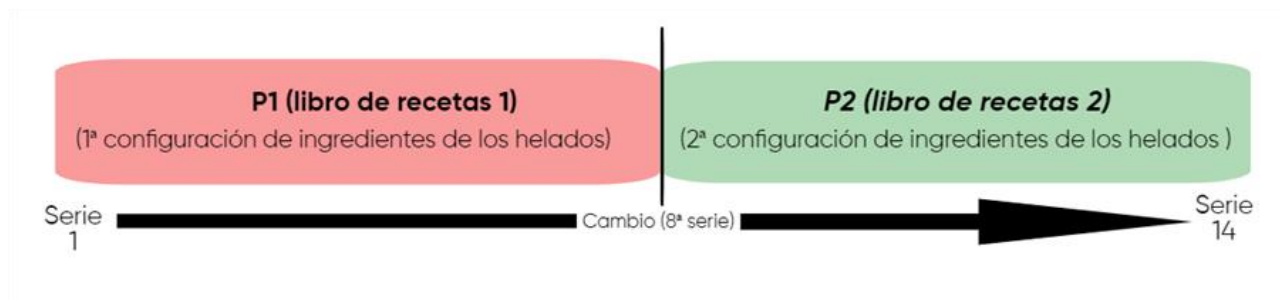 P1 (libro de recetas 1)
(1ª configuración de ingredientes de los helados)
P2 (libro de recetas 2)
(2ª configuración de ingredientes de los helados )
Serie
1
Cambio (8ª serie)
Serie
14